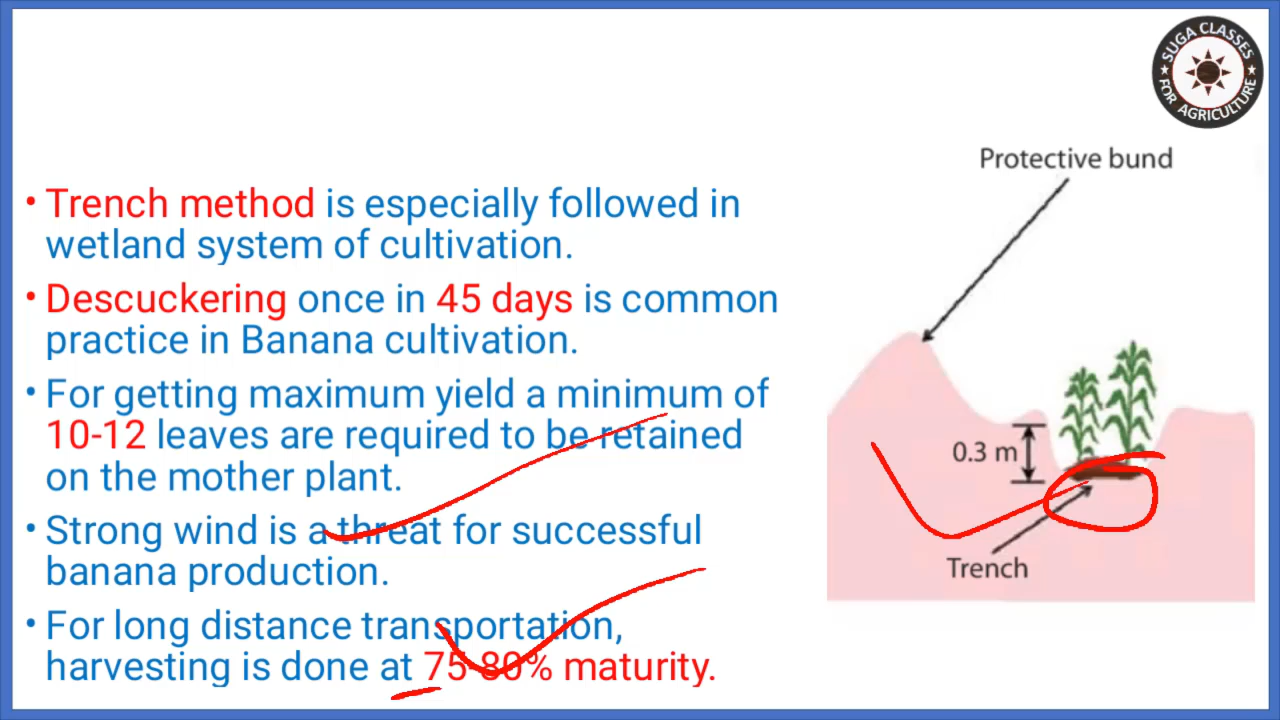 SUGA CLASSES
FOR AGRICULTURE
Protective bund
• Trench method is especially followed in
wetland system of cultivation.
• Descuckering once in 45 days is common
practice in Banana cultivation.
• For getting maximum yield a minimum of
10-12 leaves are required to be retained
on the mother plant.
• Strong wind is a threat for successful
banana production.
• For long distance transportation,
harvesting is done at 75-80% maturity.
0.3 m
Trench